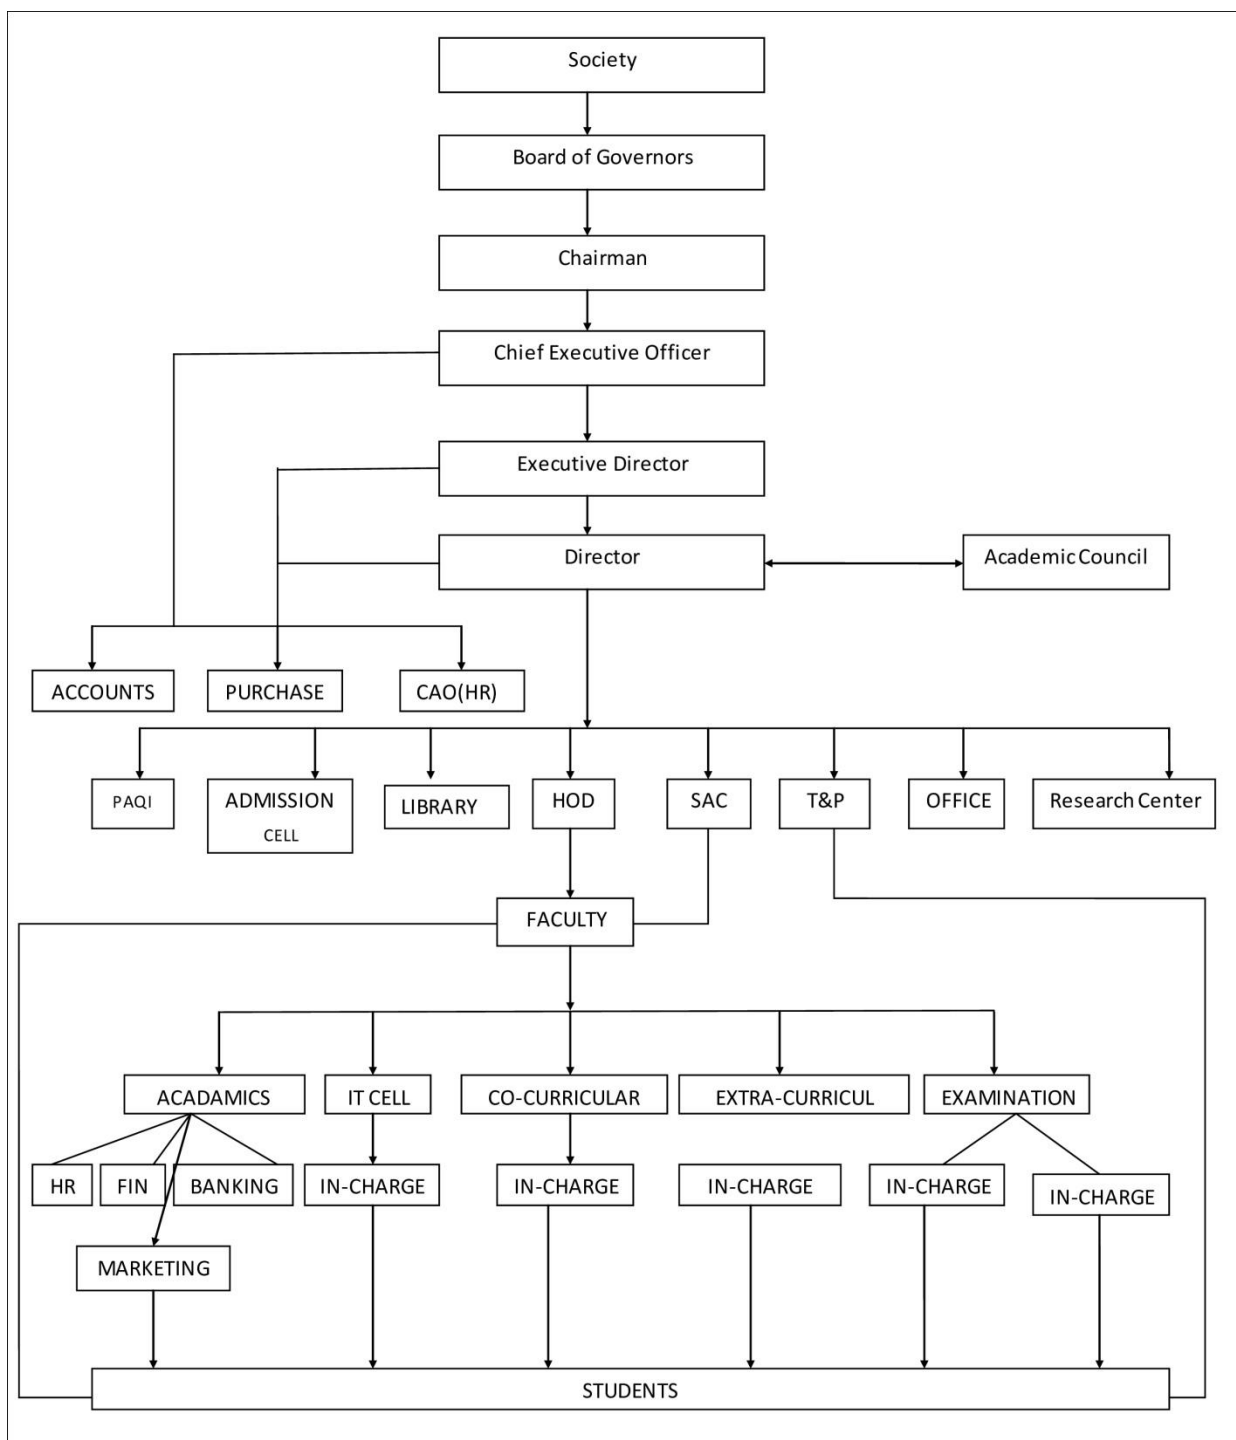 Society
Board of Governors
Chairman
Chief Executive Officer
Executive Director
Director
Academic Council
ACCOUNTS
PURCHASE
CAO(HR)
PAQI
ADMISSION
CELL
LIBRARY
HOD
SAC
T&P
OFFICE
Research Center
FACULTY
ACADAMICS
IT CELL
CO-CURRICULAR
EXTRA-CURRICUL
EXAMINATION
HR
FIN
BANKING
IN-CHARGE
IN-CHARGE
IN-CHARGE
IN-CHARGE
IN-CHARGE
MARKETING
STUDENTS